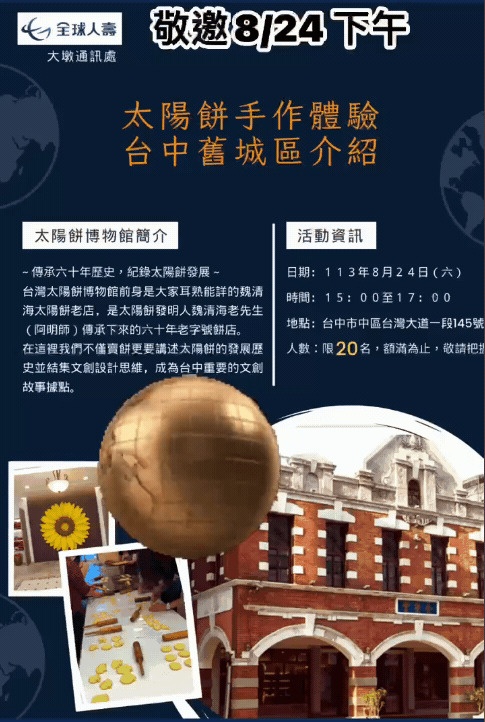 全球人壽
大墩通訊處
敬邀 8/24 下午
太陽餅手作體驗
台中舊城區介紹
太陽餅博物館簡介
~ 傳承六十年歷史，紀錄太陽餅發展 ~
台灣太陽餅博物館前身是大家耳熟能詳的魏清
海太陽餅老店，是太陽餅發明人魏清海老先生
（阿明師）傳承下來的六十年老字號餅店。
在這裡我們不僅賣餅更要講述太陽餅的發展歷
史並結集文創設計思維，成為台中重要的文創
故事據點。
活動資訊
日期：１１３年８月２４日（六）
時間：１５：００至１７：００
地點：台中市中區台灣大道一段145號
人數：限20名，額滿為止，敬請把握